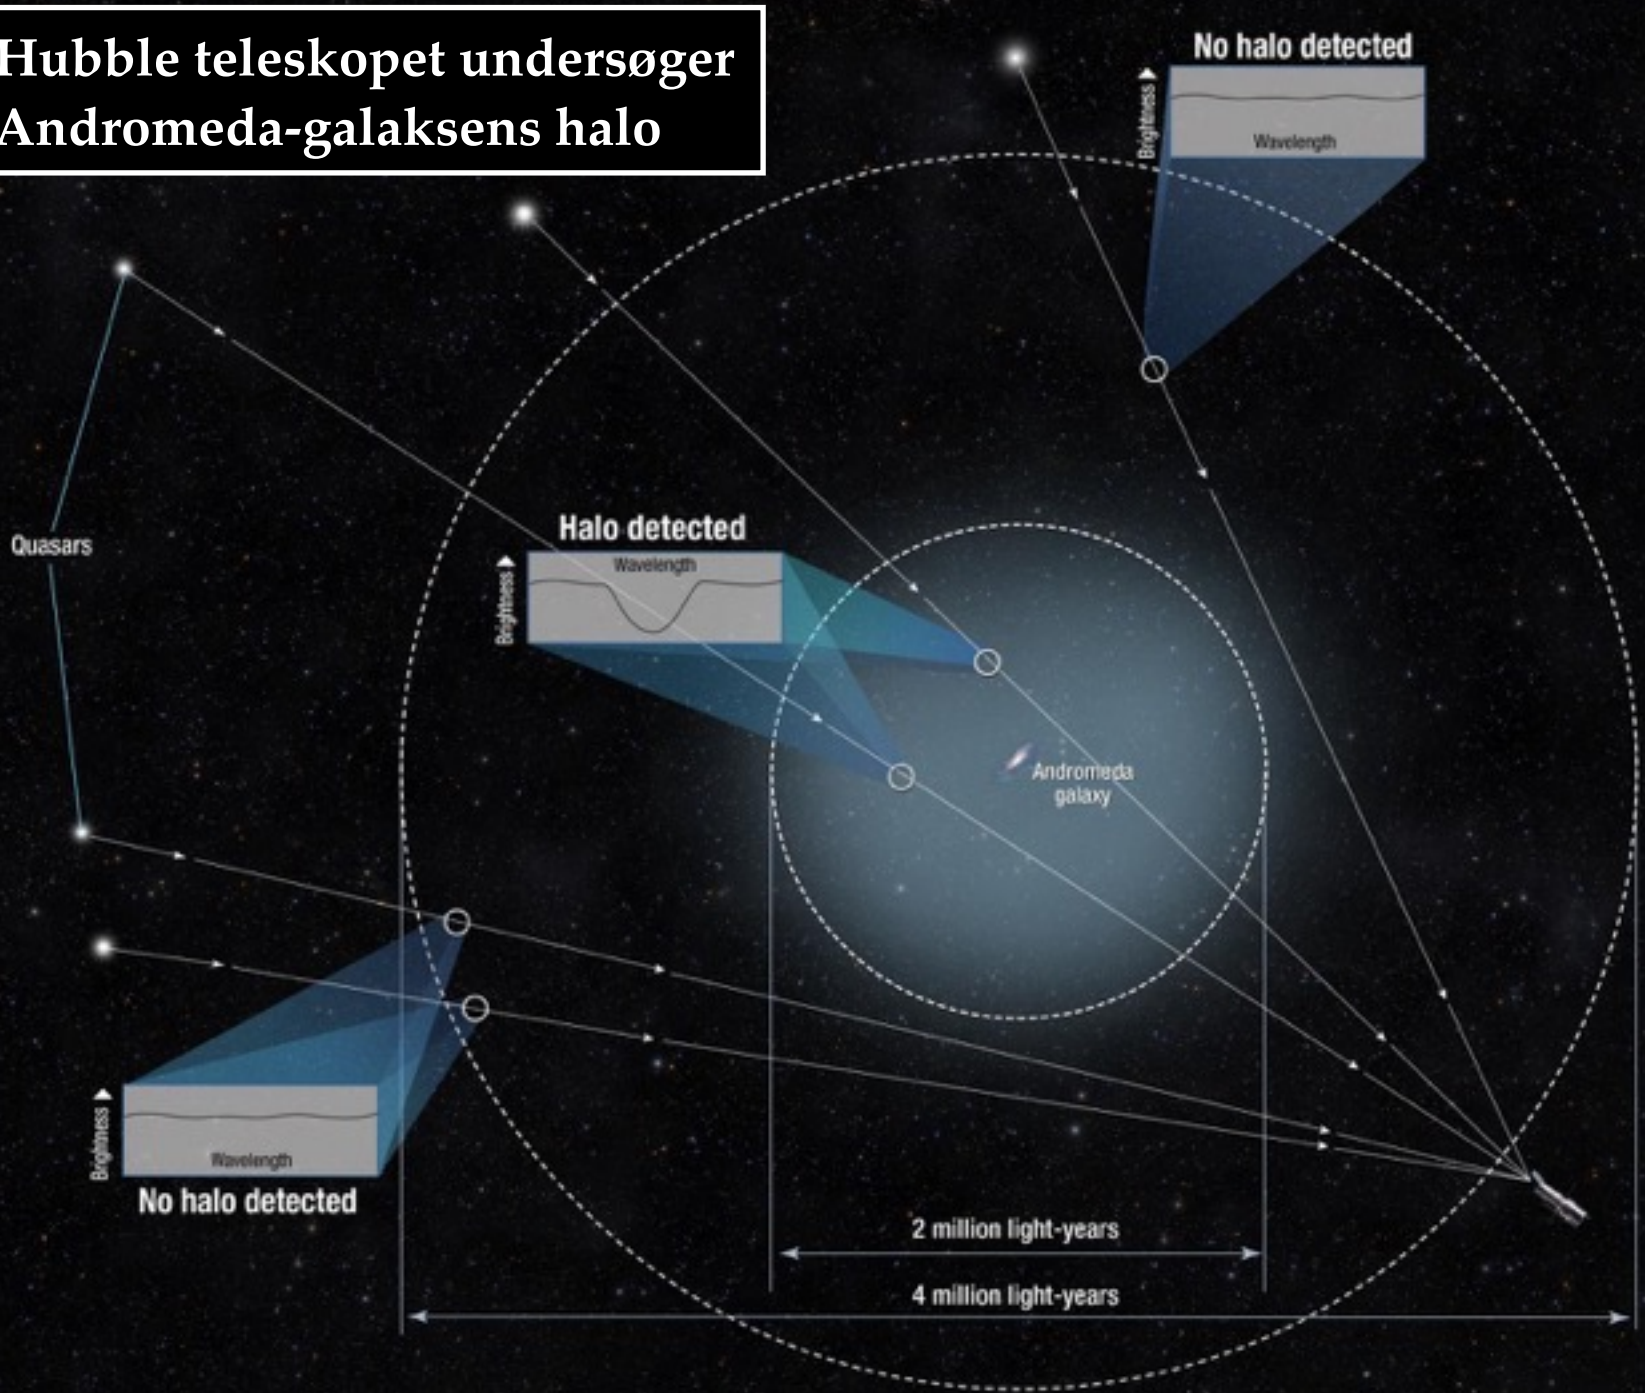 Hubble teleskopet undersøger
Andromeda-galaksens halo
No halo detected
Brightness
Wavelength
Quasars
Halo detected
Wavelength
Brightness
Andromeda
galaxy
Brightness
Wavelength
No halo detected
2 million light-years
4 million light-years